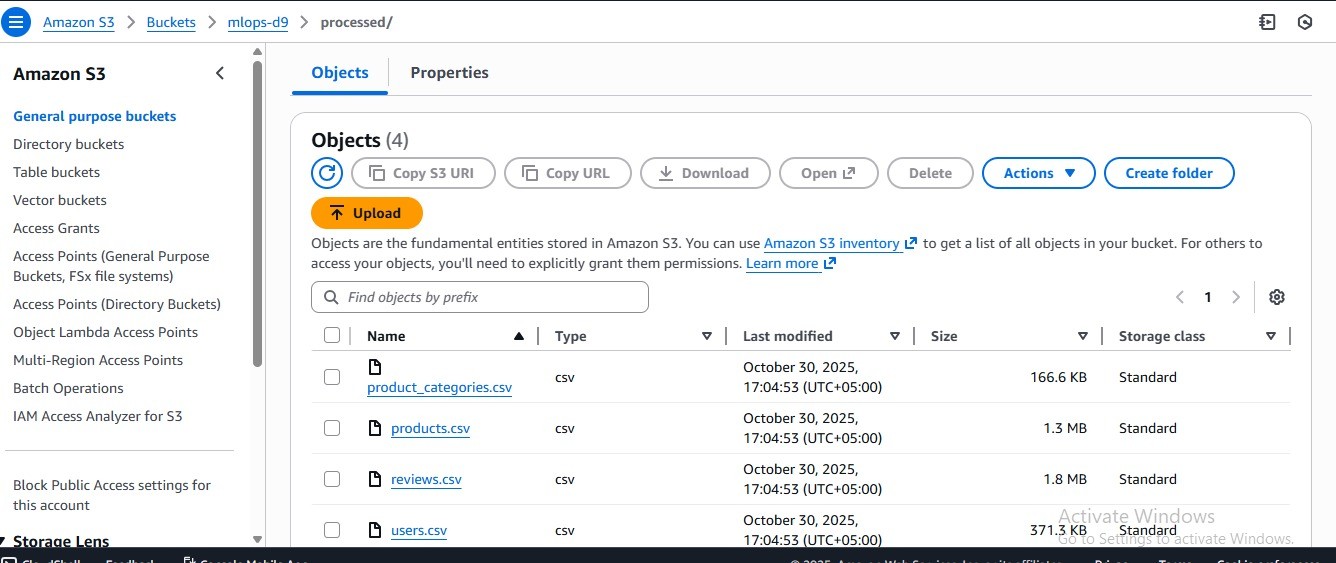 Amazon S3 > Buckets > mlops-d9 > processed/
Amazon S3
General purpose buckets
Directory buckets
Table buckets
Vector buckets
Access Grants
Access Points (General Purpose
Buckets, FSx file systems)
Access Points (Directory Buckets)
Object Lambda Access Points
Multi-Region Access Points
Batch Operations
IAM Access Analyzer for S3
Block Public Access settings for
this account
Storage Lens
Objects Properties
Objects (4)
Copy S3 URI Copy URL Download Open Delete Actions Create folder
Upload
Objects are the fundamental entities stored in Amazon S3. You can use Amazon S3 inventory to get a list of all objects in your bucket. For others to
access your objects, you'll need to explicitly grant them permissions. Learn more
Find objects by prefix
1
Name Type Last modified Size Storage class
product_categories.csv csv October 30, 2025,
17:04:53 (UTC+05:00) 166.6 KB Standard
products.csv csv October 30, 2025,
17:04:53 (UTC+05:00) 1.3 MB Standard
reviews.csv csv October 30, 2025,
17:04:53 (UTC+05:00) 1.8 MB Standard
users.csv csv October 30, 2025,
17:04:53 (UTC+05:00) 371.3 KB Standard
Activate Windows
Go to Settings to activate Windows.